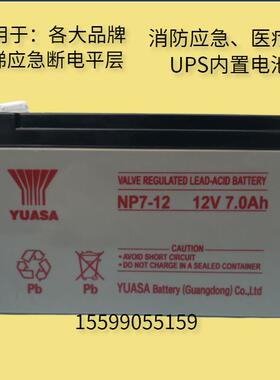 用于：各大品牌
梯应急断电平层
消防应急、医疗
UPS内置电池
YUASA
VALVE REGULATED LEAD-ACID BATTERY
NP7-12 12V 7.0Ah
CAUTION
AVOID SHORT CIRCUIT
DO NOT CHARGE IN
YUASA Battery (Guangdong) Co.,Ltd
Pb
Pb
15599055159